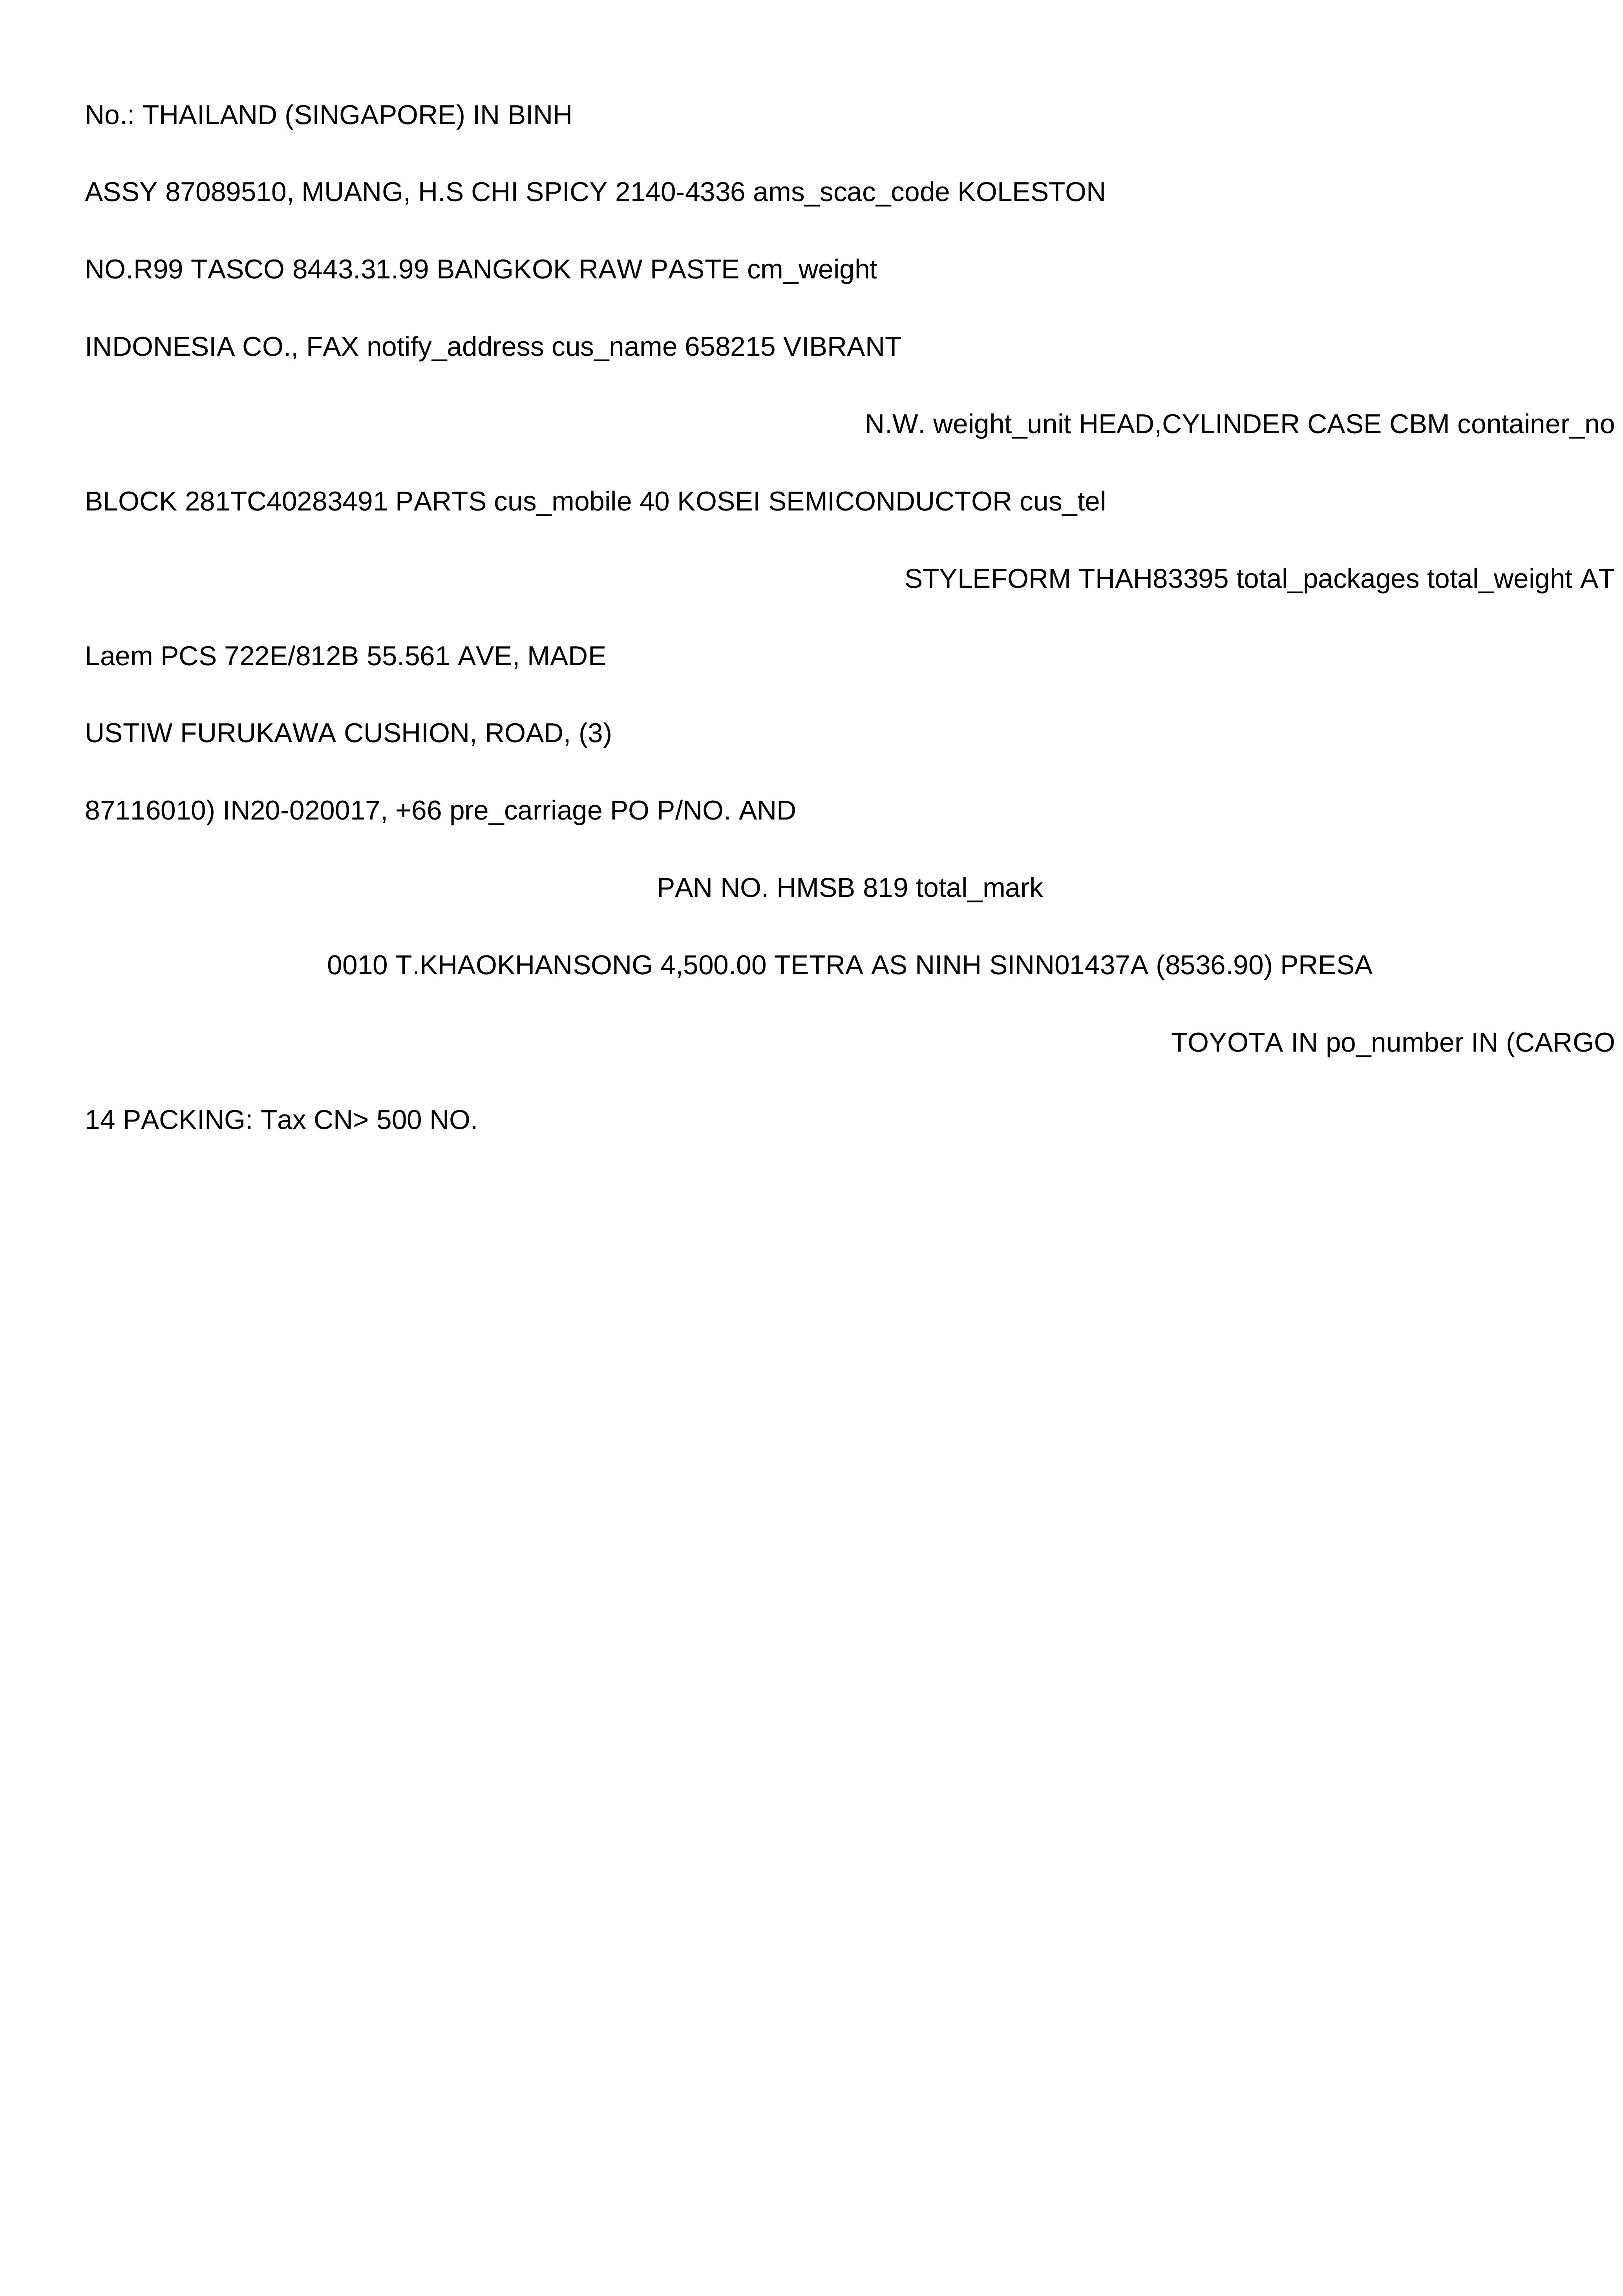 No.: THAILAND (SINGAPORE) IN BINH
ASSY 87089510, MUANG, H.S CHI SPICY 2140-4336 ams_scac_code KOLESTON
NO.R99 TASCO 8443.31.99 BANGKOK RAW PASTE cm_weight
INDONESIA CO., FAX notify_address cus_name 658215 VIBRANT
N.W. weight_unit HEAD,CYLINDER CASE CBM container_no
BLOCK 281TC40283491 PARTS cus_mobile 40 KOSEI SEMICONDUCTOR cus_tel
STYLEFORM THAH83395 total_packages total_weight AT
Laem PCS 722E/812B 55.561 AVE, MADE
USTIW FURUKAWA CUSHION, ROAD, (3)
87116010) IN20-020017, +66 pre_carriage PO P/NO. AND
PAN NO. HMSB 819 total_mark
0010 T.KHAOKHANSONG 4,500.00 TETRA AS NINH SINN01437A (8536.90) PRESA
TOYOTA IN po_number IN (CARGO
14 PACKING: Tax CN> 500 NO.